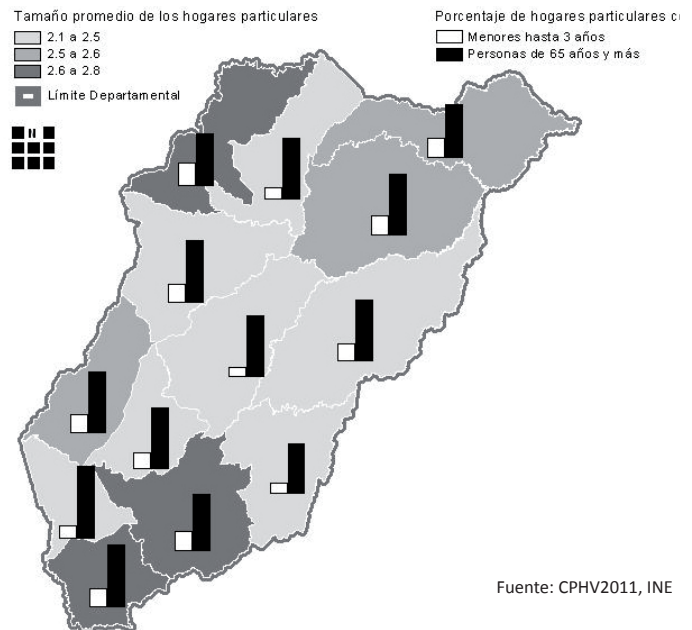 Tamaño promedio de los hogares particulares
2.1 a 2.5
2.5 a 2.6
2.6 a 2.8
Límite Departamental
N
Porcentaje de hogares particulares
Menores hasta 3 años
Personas de 65 años y más
Fuente: CPHV2011, INE